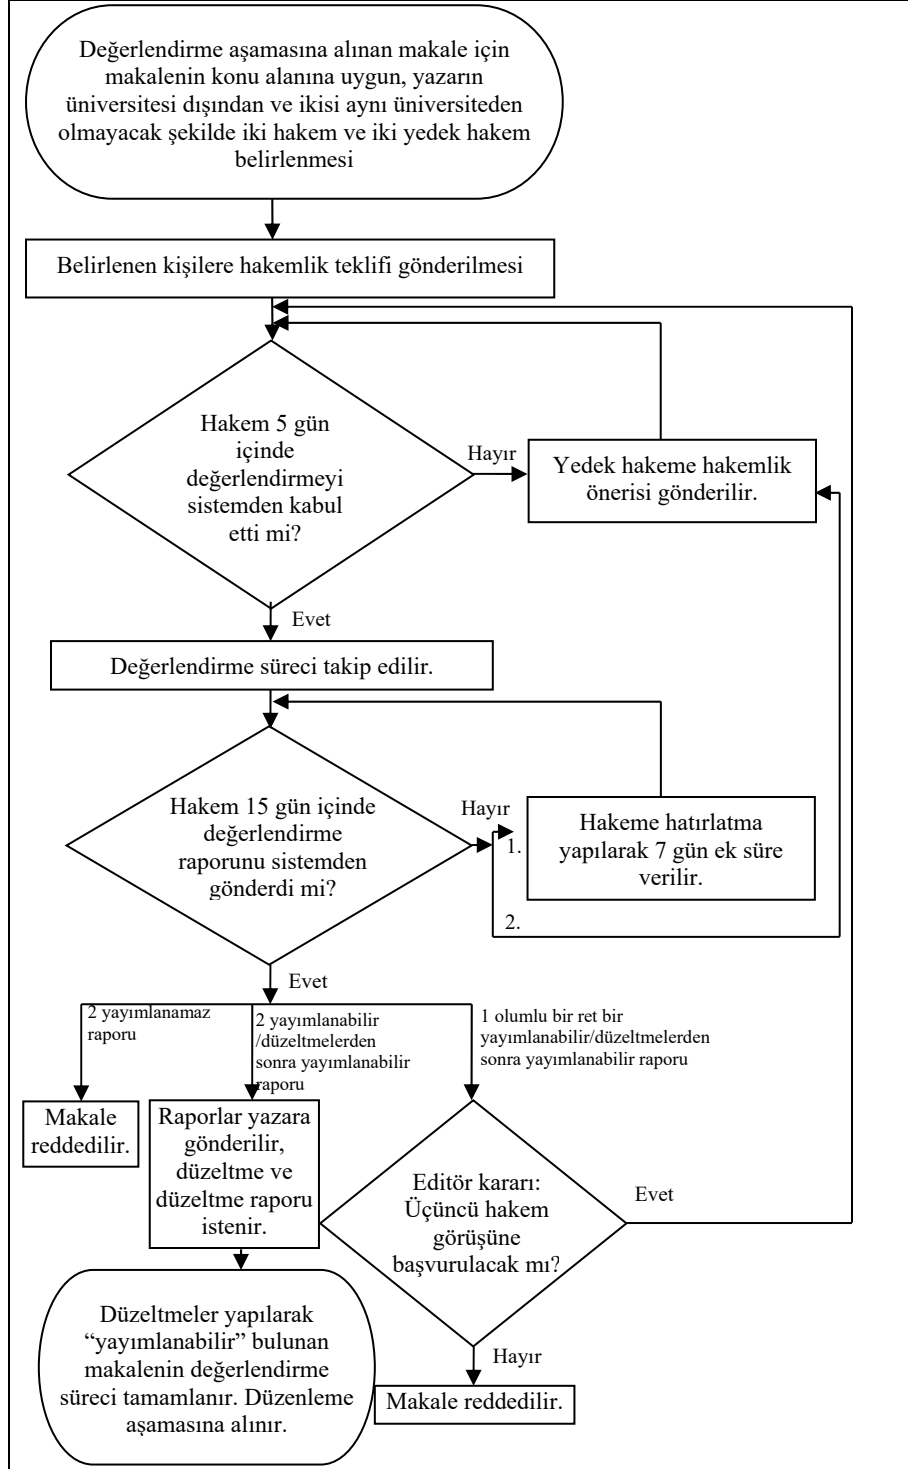 Değerlendirme aşamasına alınan makale için
makalenin konu alanına uygun, yazarın
üniversitesi dışından ve ikisi aynı üniversiteden
olmayacak şekilde iki hakem ve iki yedek hakem
belirlenmesi
Belirlenen kişilere hakemlik teklifi gönderilmesi
Hakem 5 gün
içinde
değerlendirmeyi
sistemden kabul
etti mi?
Hayır
Yedek hakeme hakemlik
önerisi gönderilir.
Evet
Değerlendirme süreci takip edilir.
Hakem 15 gün içinde
değerlendirme
raporunu sistemden
gönderdi mi?
Hayır
1.
2.
Hakeme hatırlatma
yapılarak 7 gün ek süre
verilir.
Evet
2 yayımlanamaz
raporu
2 yayımlanabilir
/düzeltmelerden
sonra yayımlanabilir
raporu
1 olumlu bir ret bir
yayımlanabilir/düzeltmelerden
sonra yayımlanabilir raporu
Makale
reddedilir.
Raporlar yazara
gönderilir,
düzeltme ve
düzeltme raporu
istenir.
Editör kararı:
Üçüncü hakem
görüşüne
başvurulacak mı?
Evet
Düzeltmeler yapılarak
“yayımlanabilir” bulunan
makalenin değerlendirme
süreci tamamlanır. Düzenleme
aşamasına alınır.
Hayır
Makale reddedilir.